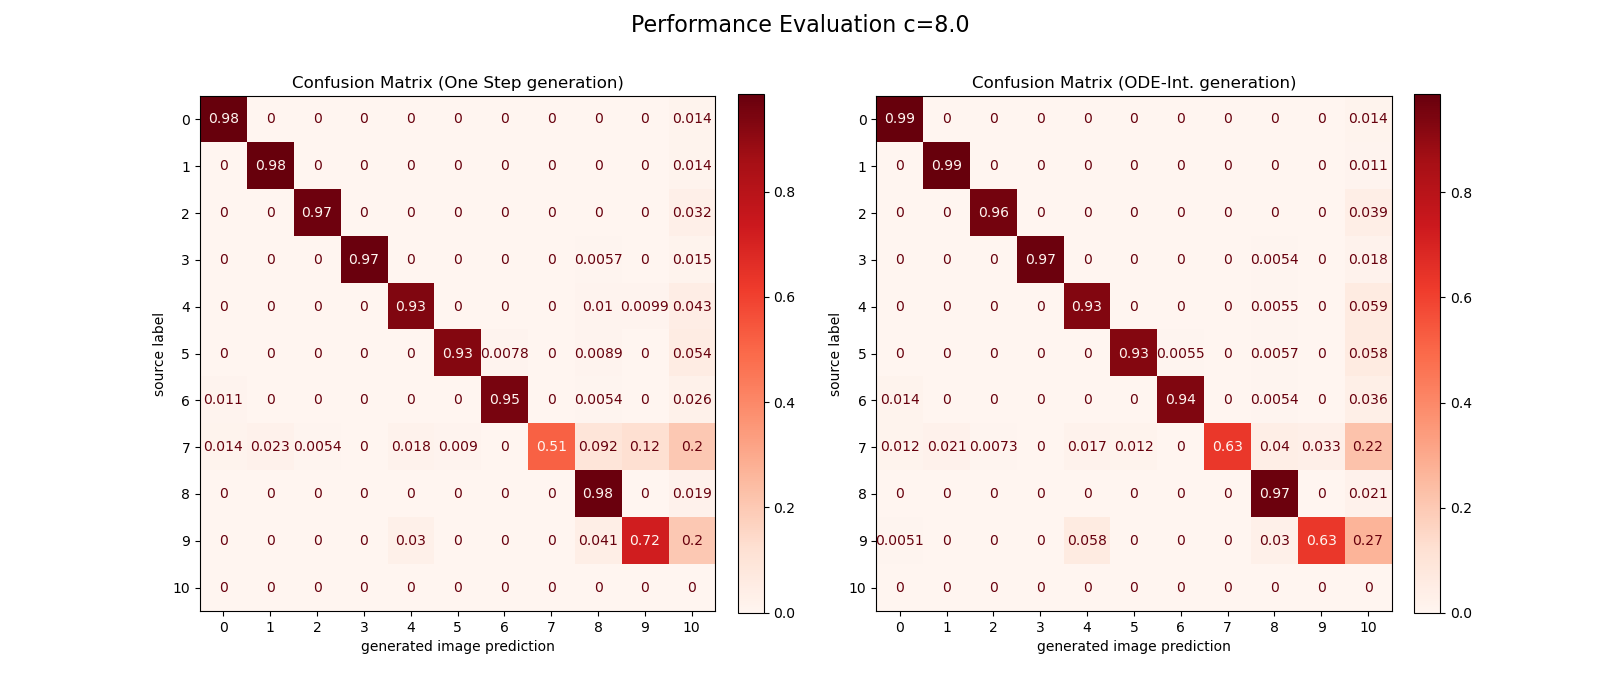 Performance Evaluation c=8.0
Confusion Matrix (One Step generation)
0 0.98 0 0 0 0 0 0 0 0 0 0.014
1 0 0.98 0 0 0 0 0 0 0 0 0.014
2 0 0 0.97 0 0 0 0 0 0 0 0.032
3 0 0 0 0.97 0 0 0 0 0.0057 0 0.015
4 0 0 0 0 0.93 0 0 0 0.01 0.0099 0.043
5 0 0 0 0 0 0.93 0.0078 0 0.0089 0 0.054
6 0.011 0 0 0 0 0 0.95 0 0.0054 0 0.026
7 0.014 0.023 0.0054 0 0.018 0.009 0 0.51 0.092 0.12 0.2
8 0 0 0 0 0 0 0 0 0.98 0 0.019
9 0 0 0 0 0.03 0 0 0 0.041 0.72 0.2
10 0 0 0 0 0 0 0 0 0 0 0
0 1 2 3 4 5 6 7 8 9 10
generated image prediction
source label
0.8
0.6
0.4
0.2
0.0
Confusion Matrix (ODE-Int. generation)
0 0.99 0 0 0 0 0 0 0 0 0 0.014
1 0 0.99 0 0 0 0 0 0 0 0 0.011
2 0 0 0.96 0 0 0 0 0 0 0 0.039
3 0 0 0 0.97 0 0 0 0 0.0054 0 0.018
4 0 0 0 0 0.93 0 0 0 0.0055 0 0.059
5 0 0 0 0 0 0.93 0.0055 0 0.0057 0 0.058
6 0.014 0 0 0 0 0 0.94 0 0.0054 0 0.036
7 0.012 0.021 0.0073 0 0.017 0.012 0 0.63 0.04 0.033 0.22
8 0 0 0 0 0 0 0 0 0.97 0 0.021
9 0.0051 0 0 0 0.058 0 0 0 0.03 0.63 0.27
10 0 0 0 0 0 0 0 0 0 0 0
0 1 2 3 4 5 6 7 8 9 10
generated image prediction
source label
0.8
0.6
0.4
0.2
0.0